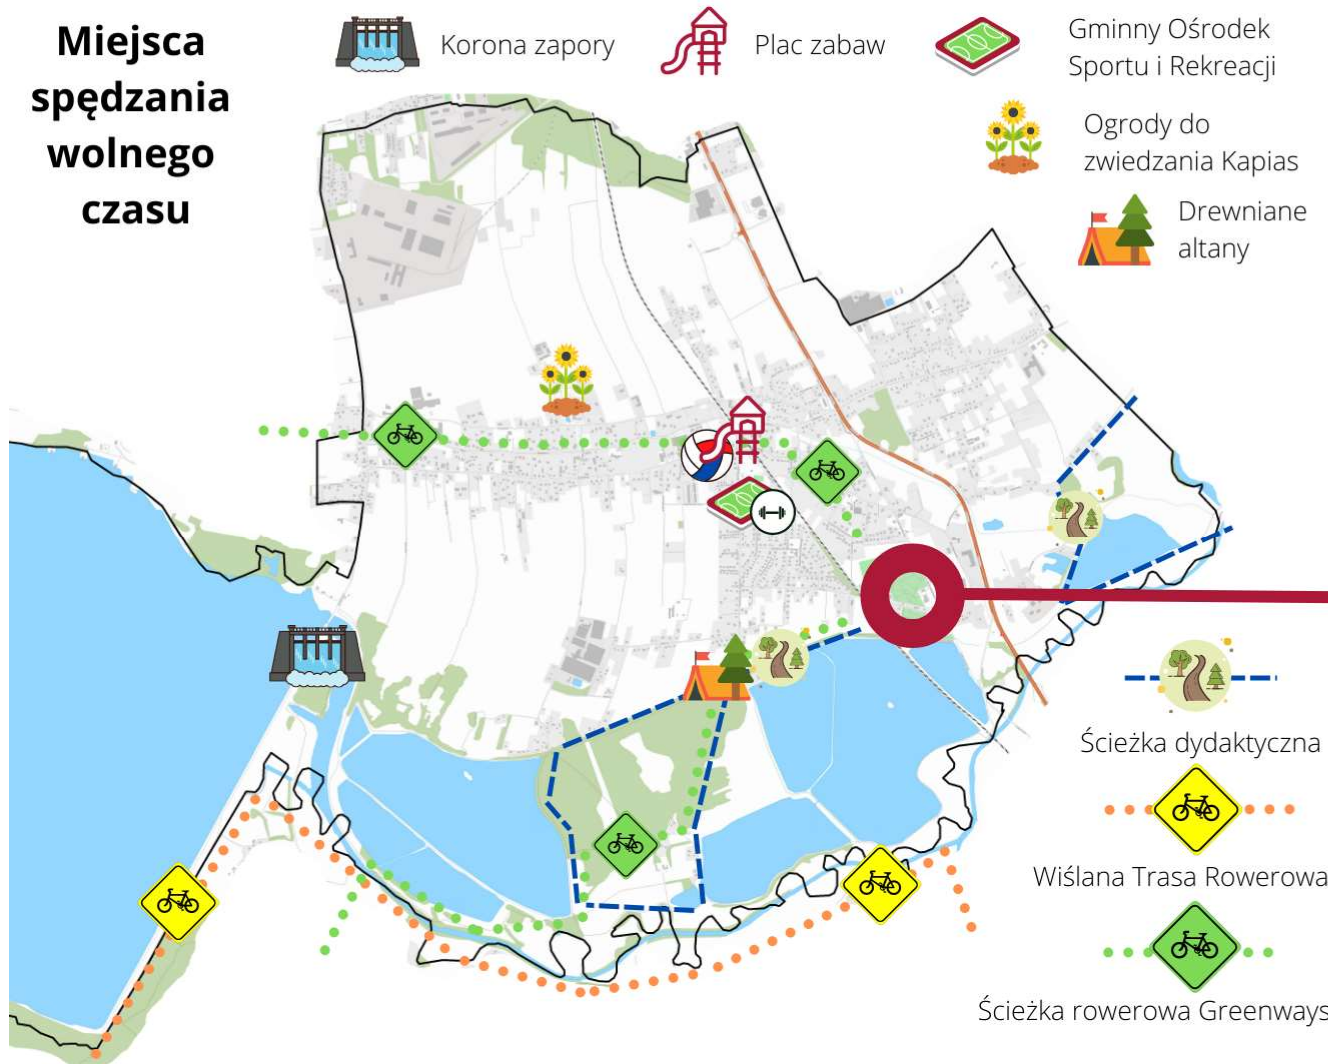 Miejsca
spędzania
wolnego
czasu
Korona zapory
Plac zabaw
Gminny Ośrodek
Sportu i Rekreacji
Ogrody do
zwiedzania Kapias
Drewniane
altany
Ścieżka dydaktyczna
Wiślana Trasa Rowerowa
Ścieżka rowerowa Greenways